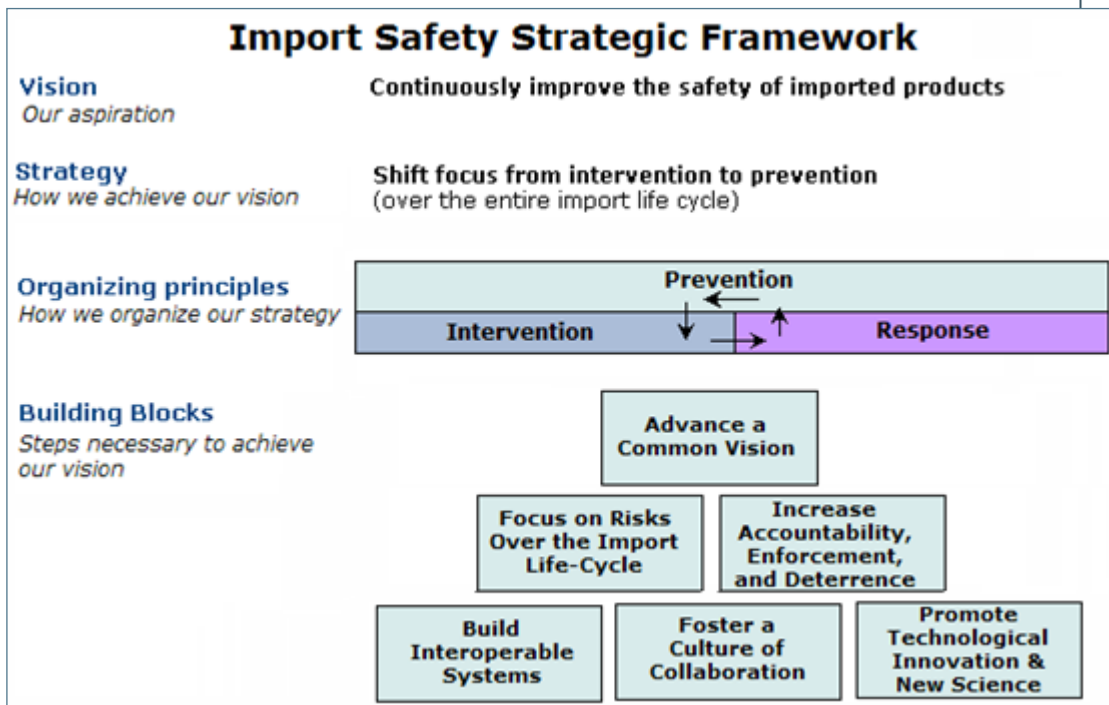 Import Safety Strategic Framework
Vision
Our aspiration
Continuously improve the safety of imported products
Strategy
How we achieve our vision
Shift focus from intervention to prevention
(over the entire import life cycle)
Organizing principles
How we organize our strategy
Prevention
Intervention
Response
Building Blocks
Steps necessary to achieve
our vision
Advance a
Common Vision
Focus on Risks
Over the Import
Life-Cycle
Increase
Accountability,
Enforcement,
and Deterrence
Build
Interoperable
Systems
Foster a
Culture of
Collaboration
Promote
Technological
Innovation &
New Science